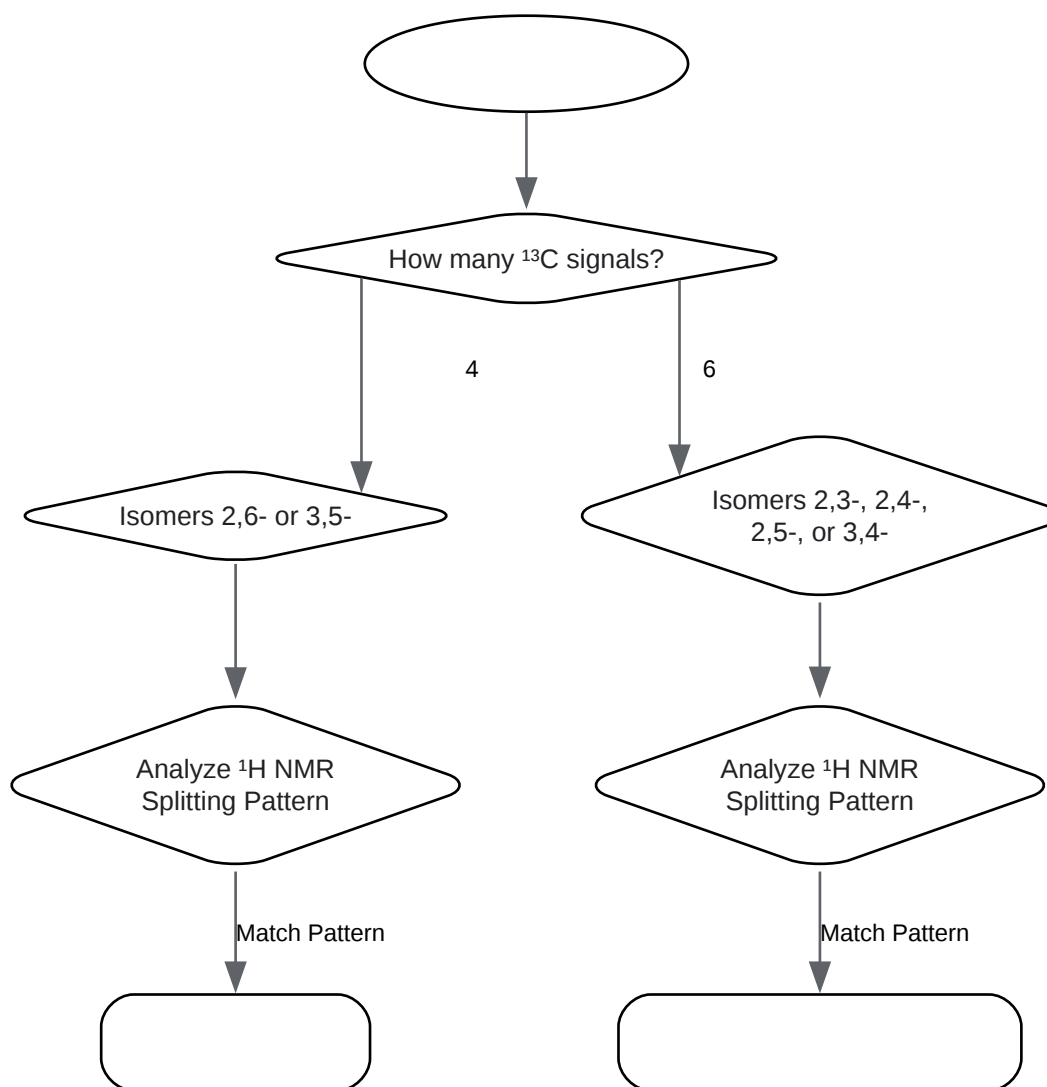 How many ¹³C signals?
4
6
Isomers 2,6- or 3,5-
Isomers 2,3-, 2,4-,
2,5-, or 3,4-
Analyze ¹H NMR
Splitting Pattern
Analyze ¹H NMR
Splitting Pattern
Match Pattern
Match Pattern